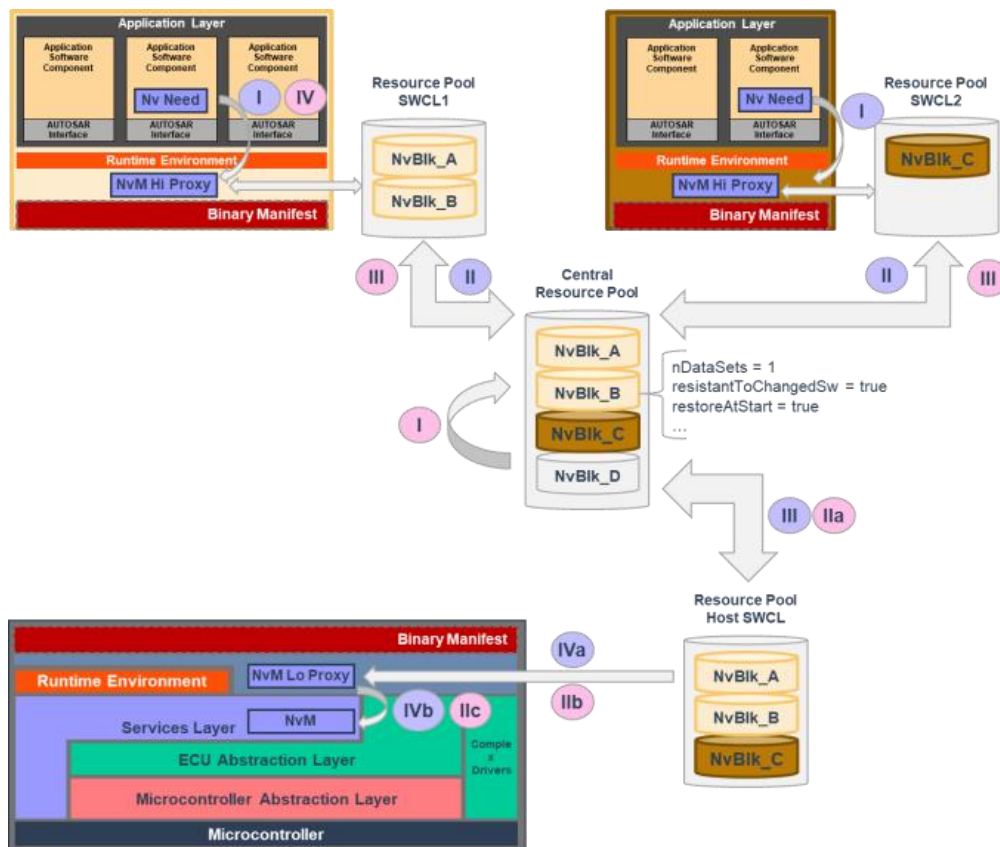 Application Layer
Application
Software
Component
Application
Software
Component
Application
Software
Component
Nv Need
I
IV
AUTOSAR
Interface
AUTOSAR
Interface
AUTOSAR
Interface
Runtime Environment
NvM Hi Proxy
Binary Manifest
Resource Pool
SWCL1
NvBlk_A
NvBlk_B
Application Layer
Application
Software
Component
Application
Software
Component
Nv Need
I
AUTOSAR
Interface
AUTOSAR
Interface
Runtime Environment
NvM Hi Proxy
Binary Manifest
Resource Pool
SWCL2
NvBlk_C
III
II
II
III
Central
Resource Pool
NvBlk_A
NvBlk_B
NvBlk_C
NvBlk_D
I
nDataSets = 1
resistantToChangedSw = true
restoreAtStart = true
...
III
IIa
Resource Pool
Host SWCL
NvBlk_A
NvBlk_B
NvBlk_C
Binary Manifest
Runtime Environment
NvM Lo Proxy
IVa
IIb
Services Layer
NvM
IVb
IIc
ECU Abstraction Layer
Comple
x
Drivers
Microcontroller Abstraction Layer
Microcontroller